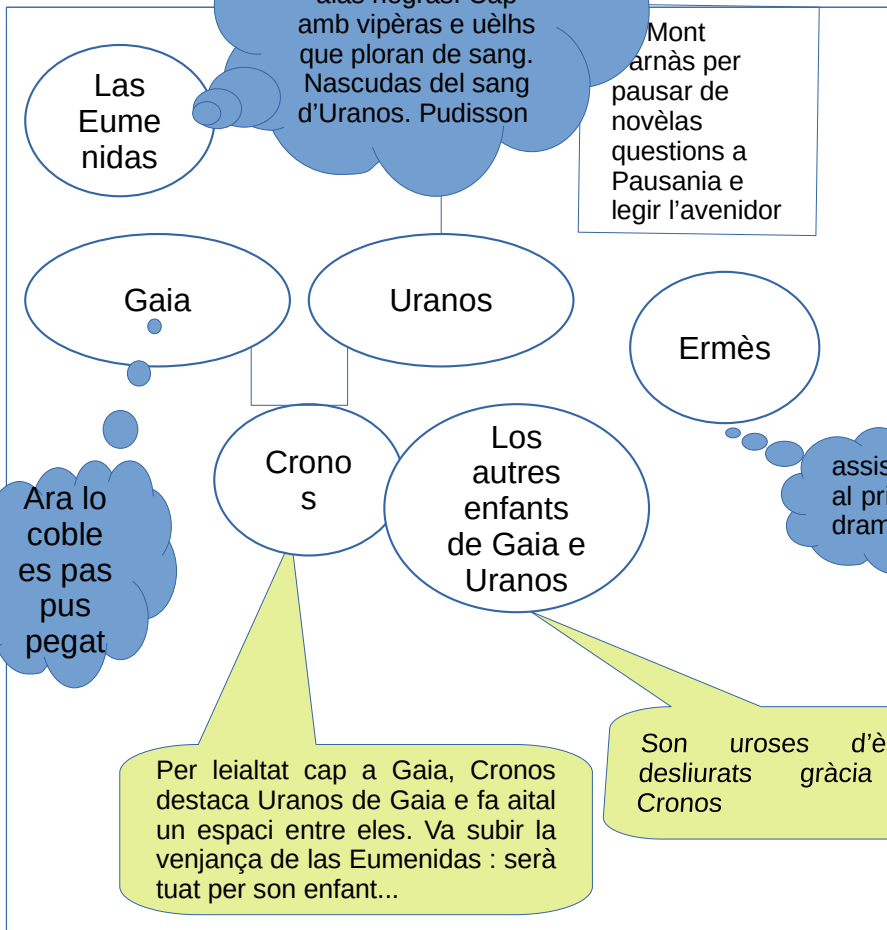 amb vipèras e uèlhs
que ploran de sang.
Nascudas del sang
d'Uranos. Pudisson
Mont
per
pausar de
novèlas
questions a
Pausania e
legir l'avenidor
Las
Eume
nidas
Gaia
Uranos
Ermès
Crono
s
Los
autres
enfants
de Gaia e
Uranos
Ara lo
coble
es pas
pus
pegat
al
Per leialtat cap a Gaia, Cronos
destaca Uranos de Gaia e fa aital
un espaci entre eles. Va subir la
venjança de las Eumenidas : serà
tuat per son enfant...
Son uroses
desliurats gràcia
Cronos